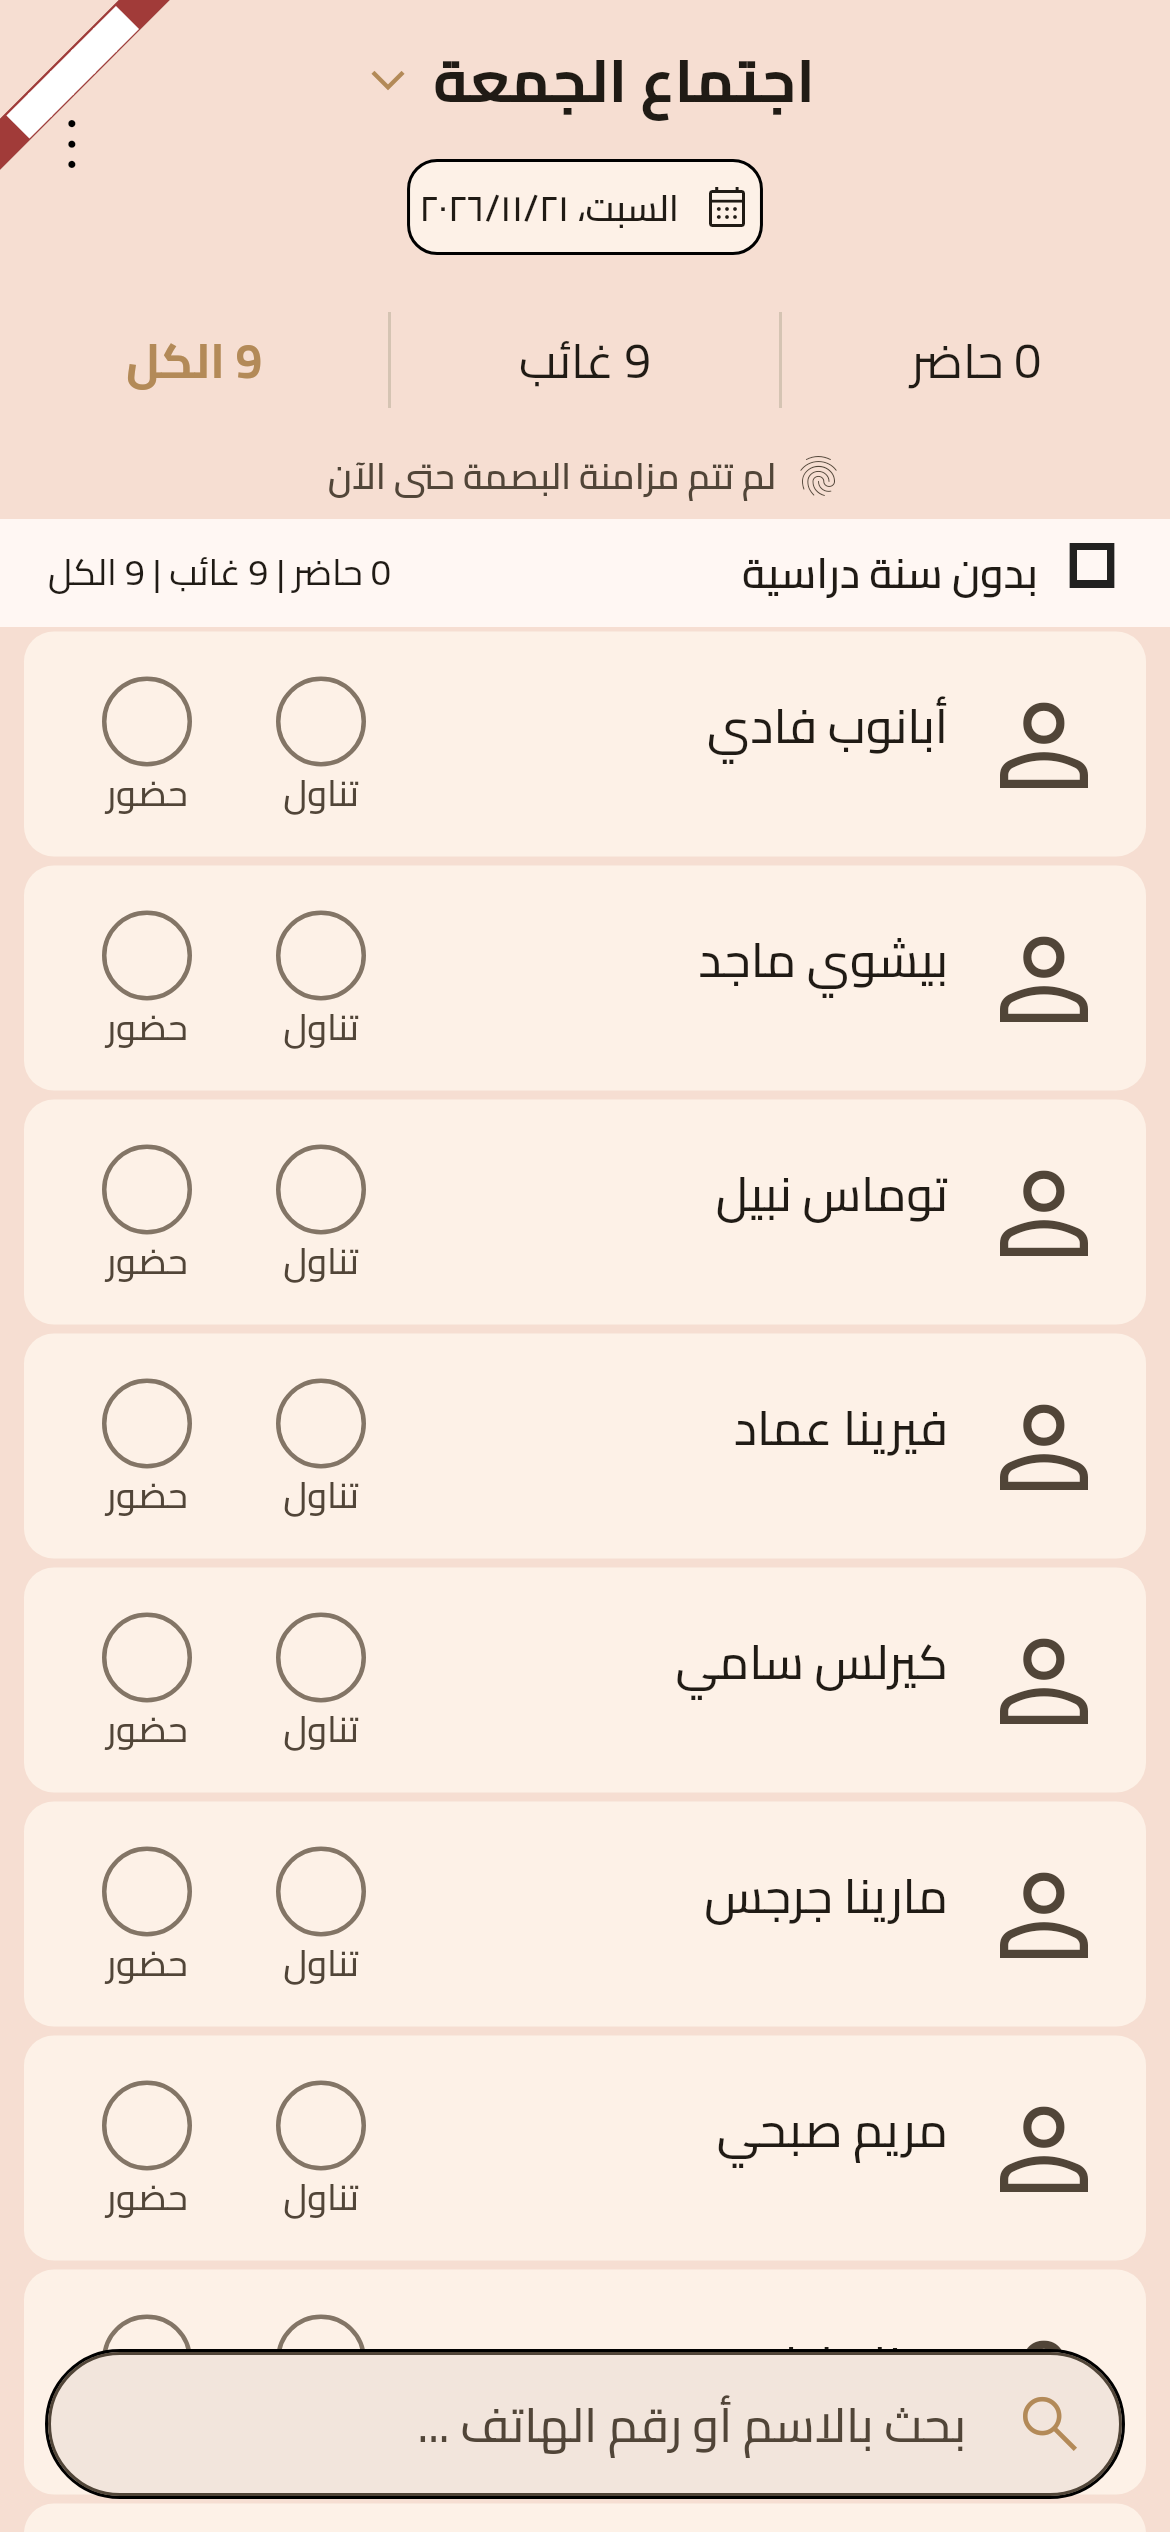 اجتماع الجمعة
السبت، ٢٠٢٦/١١/٢١
0 حاضر
9 غائب
9 الكل
لم تتم مزامنة البصمة حتى الآن
بدون سنة دراسية
0 حاضر | 9 غائب | 9 الكل
أبانوب فادي
تناول
حضور
بيشوي ماجد
تناول
حضور
توماس نبيل
تناول
حضور
فيرينا عماد
تناول
حضور
كيرلس سامي
تناول
حضور
مارينا جرجس
تناول
حضور
مريم صبحي
تناول
حضور
بحث بالاسم أو رقم الهاتف ...